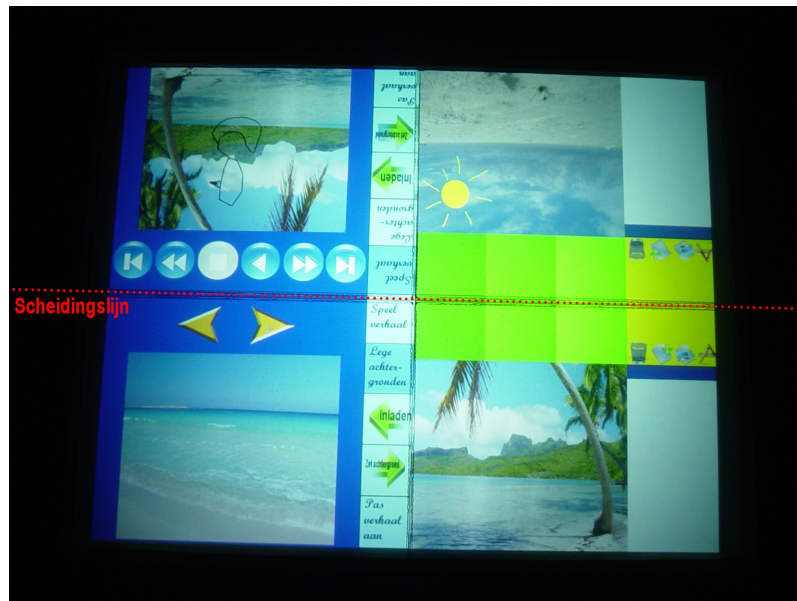 aan
verhaal
Pas
Zet achtergrond
Inladen
gronden
achter-
Lege
verhaal
Speel
Scheidingslijn
Speel
verhaal
Lege
achter-
gronden
Inladen
Zet achtergrond
Pas
verhaal
aan